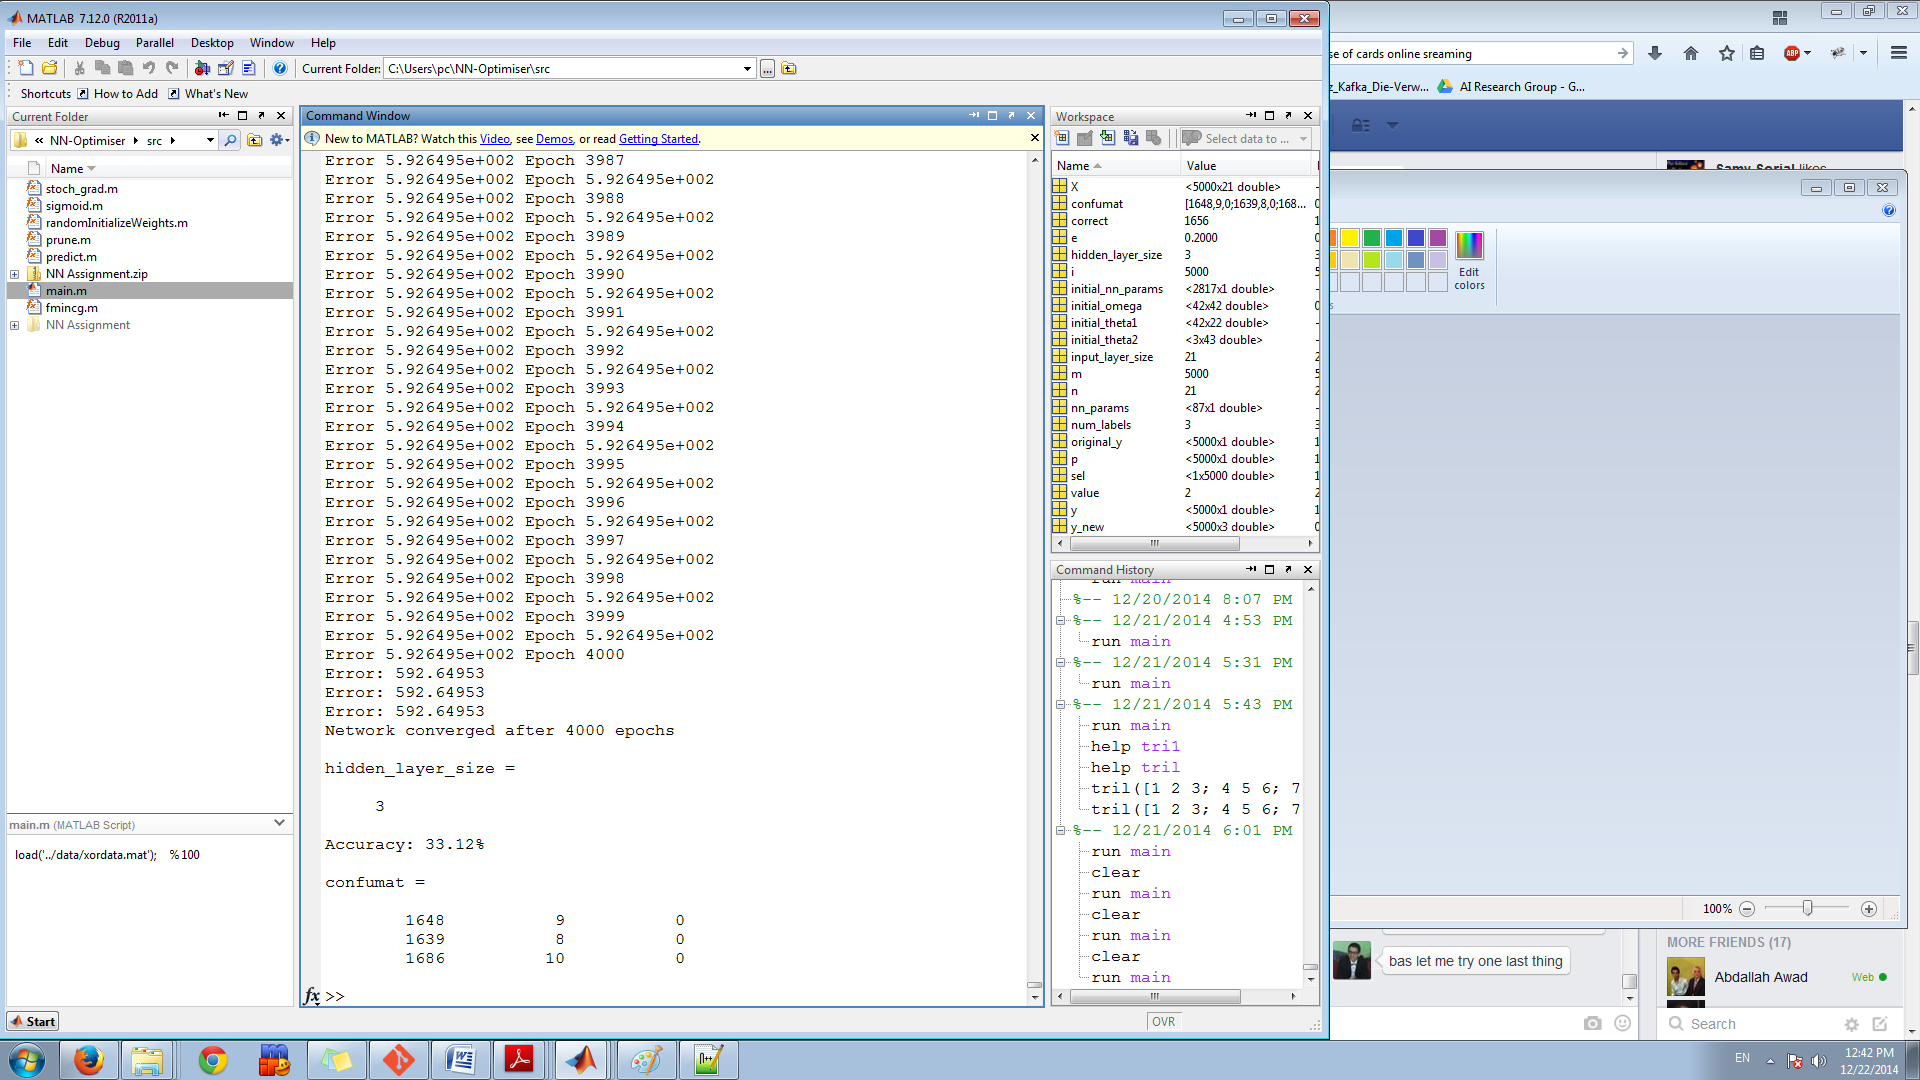 MATLAB 7.12.0 (R2011a)
File Edit Debug Parallel Desktop Window Help
Current Folder: C:\Users\pc\NN-Optimiser\src
Shortcuts How to Add What's New
Current Folder
« NN-Optimiser src
Name
stoch_grad.m
sigmoid.m
randomInitializeWeights.m
prune.m
predict.m
NN Assignment.zip
main.m
fmincg.m
NN Assignment
main.m (MATLAB Script)
load('../data/xordata.mat'); %100
Start
Command Window
New to MATLAB? Watch this Video, see Demos, or read Getting Started.
Error 5.926495e+002 Epoch 3987
Error 5.926495e+002 Epoch 5.926495e+002
Error 5.926495e+002 Epoch 3988
Error 5.926495e+002 Epoch 5.926495e+002
Error 5.926495e+002 Epoch 3989
Error 5.926495e+002 Epoch 5.926495e+002
Error 5.926495e+002 Epoch 3990
Error 5.926495e+002 Epoch 5.926495e+002
Error 5.926495e+002 Epoch 3991
Error 5.926495e+002 Epoch 5.926495e+002
Error 5.926495e+002 Epoch 3992
Error 5.926495e+002 Epoch 5.926495e+002
Error 5.926495e+002 Epoch 3993
Error 5.926495e+002 Epoch 5.926495e+002
Error 5.926495e+002 Epoch 3994
Error 5.926495e+002 Epoch 5.926495e+002
Error 5.926495e+002 Epoch 3995
Error 5.926495e+002 Epoch 5.926495e+002
Error 5.926495e+002 Epoch 3996
Error 5.926495e+002 Epoch 5.926495e+002
Error 5.926495e+002 Epoch 3997
Error 5.926495e+002 Epoch 5.926495e+002
Error 5.926495e+002 Epoch 3998
Error 5.926495e+002 Epoch 5.926495e+002
Error 5.926495e+002 Epoch 3999
Error 5.926495e+002 Epoch 5.926495e+002
Error 5.926495e+002 Epoch 4000
Error: 592.64953
Error: 592.64953
Error: 592.64953
Network converged after 4000 epochs
hidden_layer_size =
3
Accuracy: 33.12%
confumat =
1648 9 0
1639 8 0
1686 10 0
fx >>
Workspace
Select data to ...
Name Value
X <5000x21 double>
confumat [1648,9,0;1639,8,0;168...
correct 1656
e 0.2000
hidden_layer_size 3
i 5000
initial_nn_params <2817x1 double>
initial_omega <42x42 double>
initial_theta1 <42x22 double>
initial_theta2 <3x43 double>
input_layer_size 21
m 5000
n 21
nn_params <87x1 double>
num_labels 3
original_y <5000x1 double>
p <5000x1 double>
sel <1x5000 double>
value 2
y <5000x1 double>
y_new <5000x3 double>
Command History
run main
%-- 12/20/2014 8:07 PM
%-- 12/21/2014 4:53 PM
run main
%-- 12/21/2014 5:31 PM
run main
%-- 12/21/2014 5:43 PM
run main
help tri1
help tril
tril([1 2 3; 4 5 6; 7
tril([1 2 3; 4 5 6; 7
%-- 12/21/2014 6:01 PM
run main
clear
run main
clear
run main
clear
run main
OVR
se of cards online sreaming
ABP
z_Kafka_Die-Verw... AI Research Group - G...
Samy Sorial likes
Edit
colors
100%
bas let me try one last thing
MORE FRIENDS (17)
Abdallah Awad Web
Search
EN
12:42 PM
12/22/2014